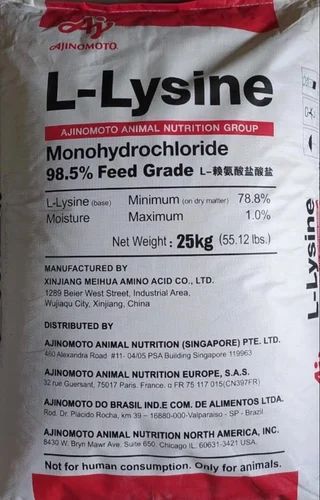 AJINOMOTO
L-Lysine
AJINOMOTO ANIMAL NUTRITION GROUP
Monohydrochloride
98.5% Feed Grade L-赖氨酸盐酸盐
L-Lysine (base) Minimum (on dry matter) 78.8%
Moisture Maximum 1.0%
Net Weight : 25kg (55.12 lbs.)
MANUFACTURED BY
XINJIANG MEIHUA AMINO ACID CO., LTD.
1289 Beier West Street, Industrial Area,
Wujiaqu City, Xinjiang, China
DISTRIBUTED BY
AJINOMOTO ANIMAL NUTRITION (SINGAPORE) PTE. LTD.
460 Alexandra Road #11- 04/05 PSA Building Singapore 119963
AJINOMOTO ANIMAL NUTRITION EUROPE, S.A.S.
32 rue Guersant, 75017 Paris. France. o FR 75 117 015(CN397FR)
AJINOMOTO DO BRASIL IND.E COM. DE ALIMENTOS LTDA.
Rod. Dr. Plácido Rocha, km 39 – 16880-000-Valparaiso - SP - Brazil.
AJINOMOTO ANIMAL NUTRITION NORTH AMERICA, INC.
8430 W. Bryn Mawr Ave. Suite 650. Chicago IL. 60631-3421 USA.
Not for human consumption. Only for animals.
L-Lysine